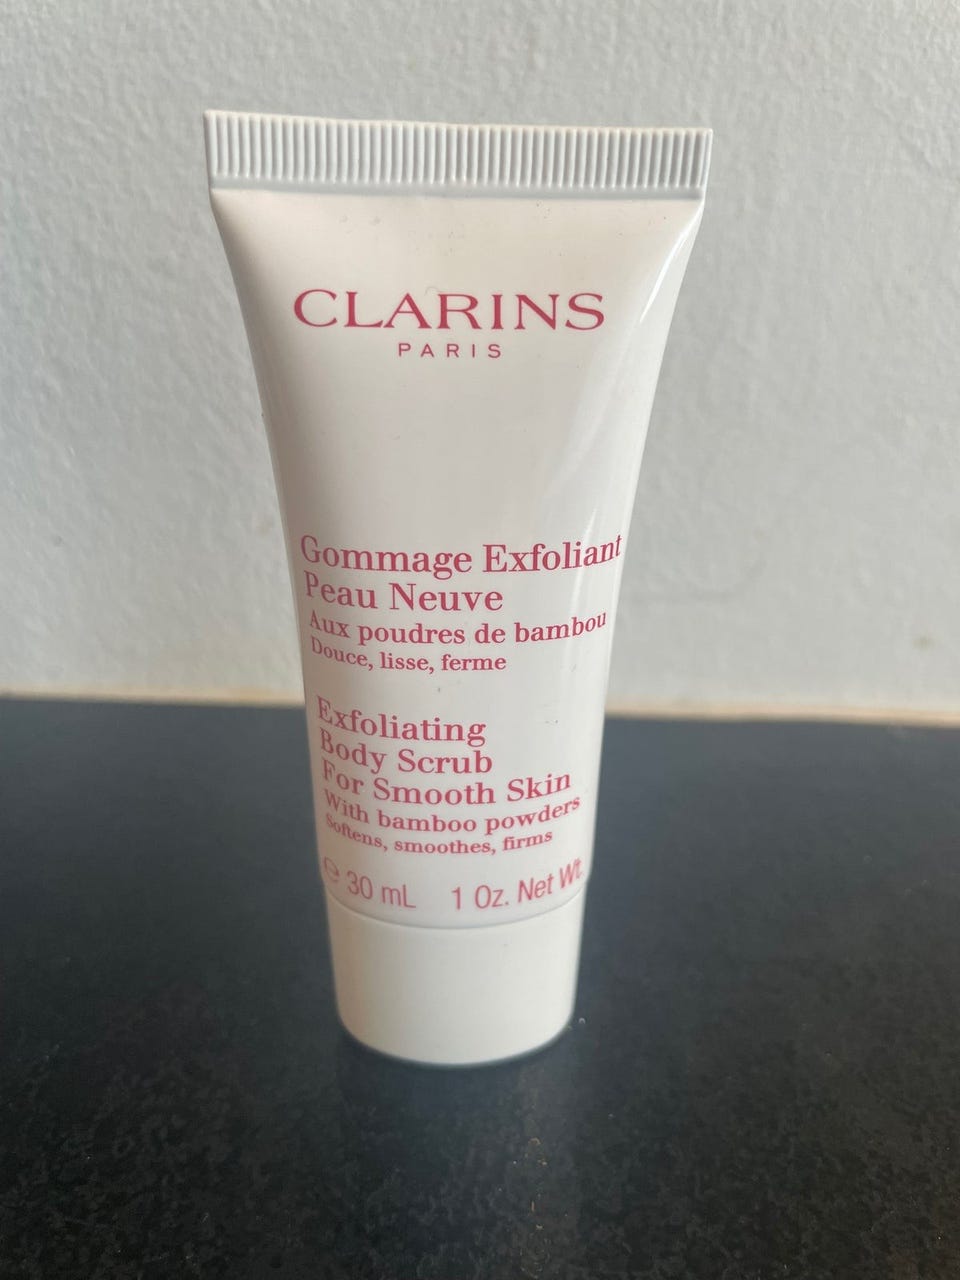 CLARINS
PARIS
Gommage Exfoliant
Peau Neuve
Aux poudres de bambou
Douce, lisse, ferme
Exfoliating
Body Scrub
For Smooth Skin
With bamboo powders
Softens, smoothes, firms
℮ 30 mL 1 Oz. Net Wt.